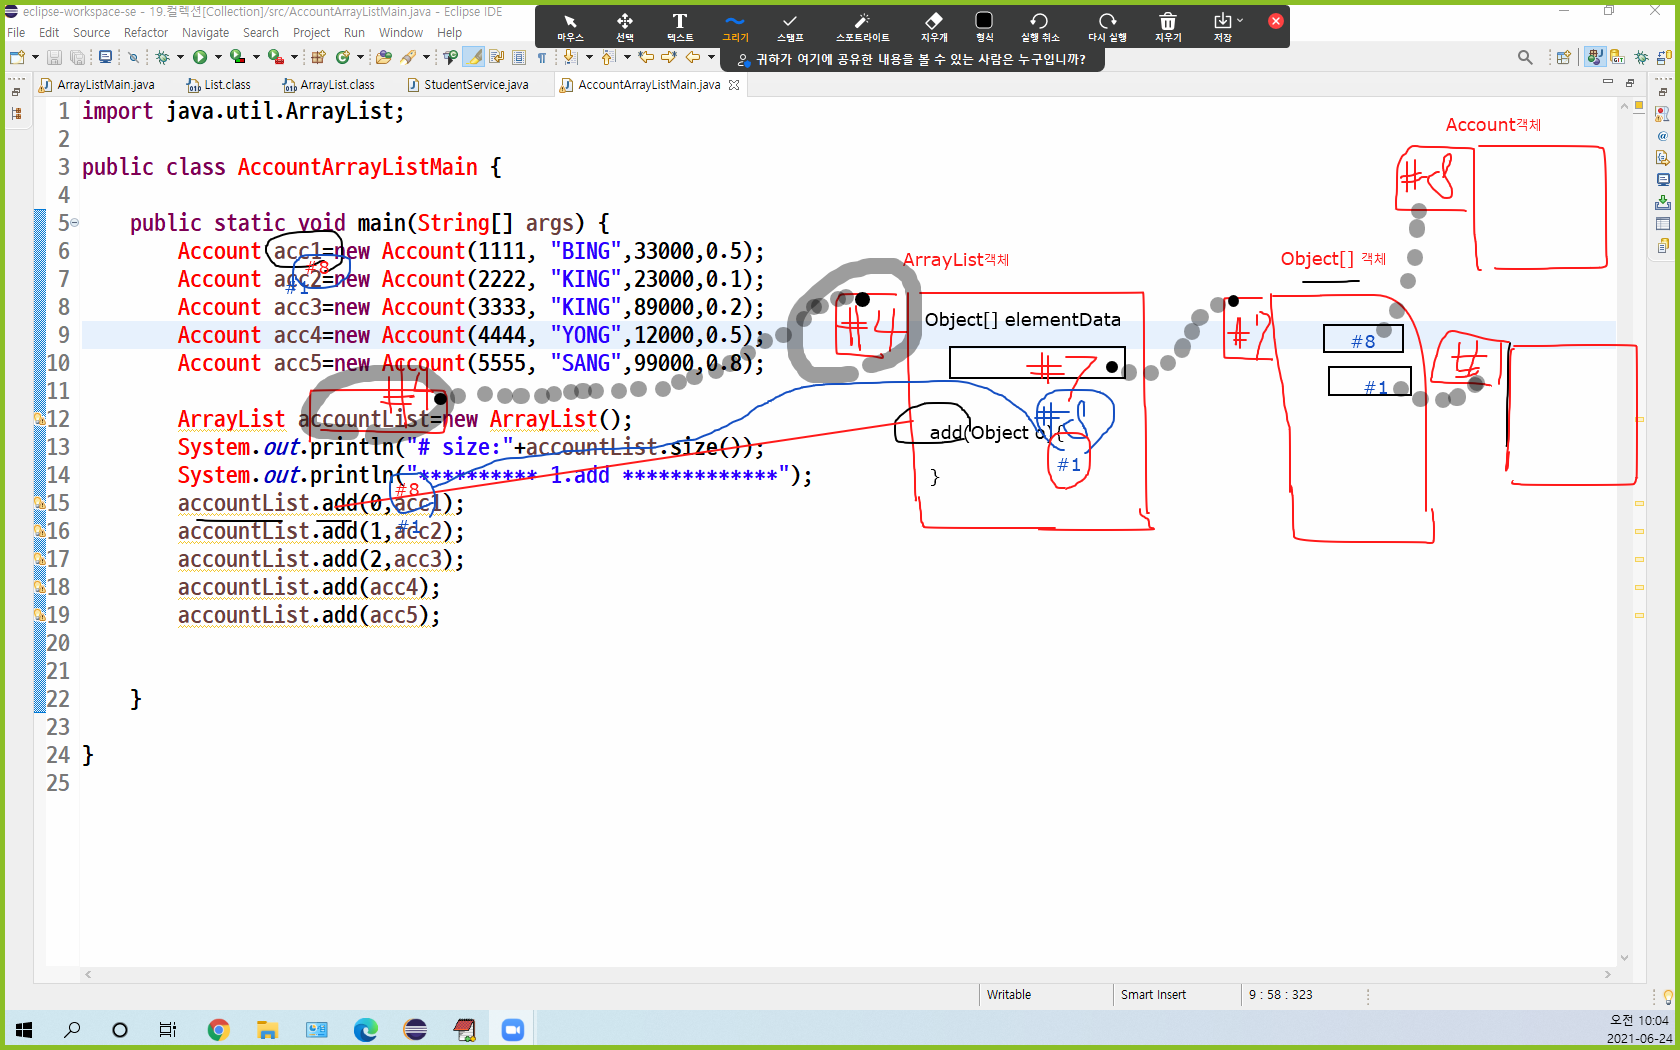 eclipse-workspace-se - 19.컬렉션[Collection]/src/AccountArrayListMain.java - Eclipse IDE
File Edit Source Refactor Navigate Search Project Run Window Help
마우스 선택 텍스트 그리기 스탬프 스포트라이트 지우개 형식 실행 취소 다시 실행 지우기 저장
귀하가 여기에 공유한 내용을 볼 수 있는 사람은 누구입니까?
ArrayListMain.java List.class ArrayList.class StudentService.java AccountArrayListMain.java
1 import java.util.ArrayList;
2
3 public class AccountArrayListMain {
4
5 public static void main(String[] args) {
6 Account acc1=new Account(1111, "BING",33000,0.5);
7 Account acc2=new Account(2222, "KING",23000,0.1);
8 Account acc3=new Account(3333, "KING",89000,0.2);
9 Account acc4=new Account(4444, "YONG",12000,0.5);
10 Account acc5=new Account(5555, "SANG",99000,0.8);
11
12 ArrayList accountList=new ArrayList();
13 System.out.println("# size:"+accountList.size());
14 System.out.println("********** 1.add *************");
15 accountList.add(0,acc1);
16 accountList.add(1,acc2);
17 accountList.add(2,acc3);
18 accountList.add(acc4);
19 accountList.add(acc5);
20
21
22 }
23
24 }
25
#8
#1
#4
#8
#1
ArrayList객체
#4
Object[] elementData
#7
#8
add(Object o){
#1
}
Object[] 객체
#7
#8
#1
Account객체
#8
Writable Smart Insert 9 : 58 : 323
오전 10:04
2021-06-24